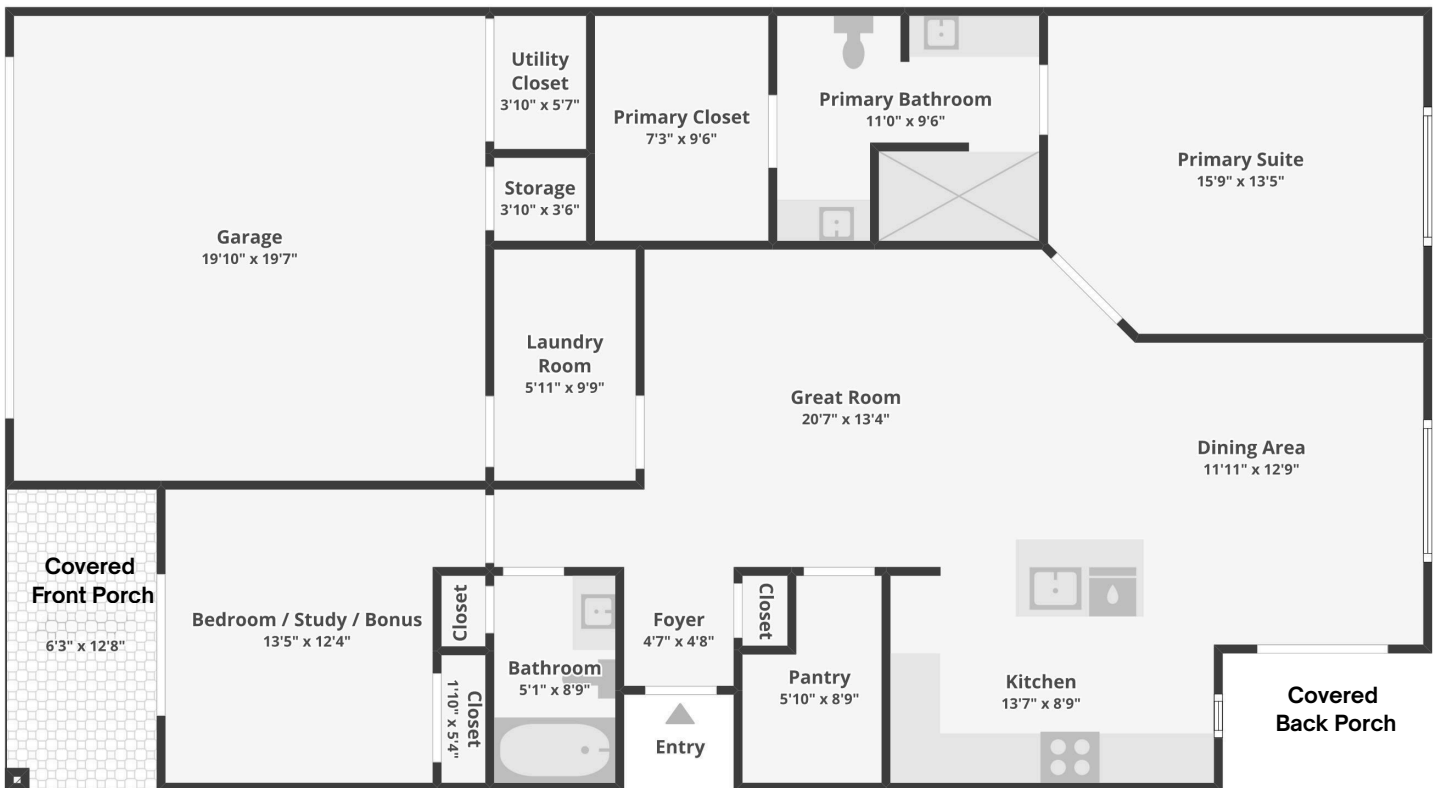 Utility
Closet
3'10" x 5'7"
Primary Closet
7'3" x 9'6"
Primary Bathroom
11'0" x 9'6"
Primary Suite
15'9" x 13'5"
Storage
3'10" x 3'6"
Garage
19'10" x 19'7"
Laundry
Room
5'11" x 9'9"
Great Room
20'7" x 13'4"
Dining Area
11'11" x 12'9"
Covered
Front Porch
6'3" x 12'8"
Bedroom / Study / Bonus
13'5" x 12'4"
Closet
Closet
1'10" x 5'4"
Bathroom
5'1" x 8'9"
Foyer
4'7" x 4'8"
Closet
Entry
Pantry
5'10" x 8'9"
Kitchen
13'7" x 8'9"
Covered
Back Porch